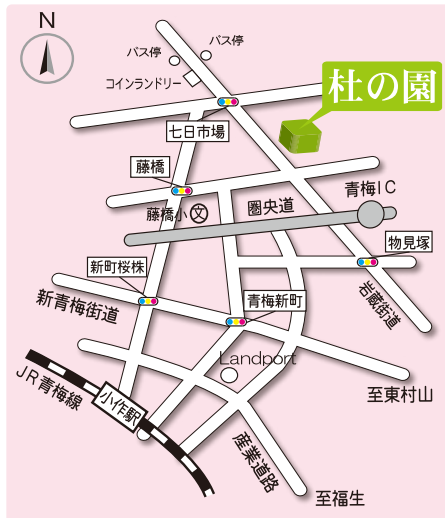 N
バス停
バス停
コインランドリー
杜の園
七日市場
藤橋
青梅IC
藤橋小
文
圏央道
物見塚
新町桜株
岩蔵街道
新青梅街道
青梅新町
Landport
JR青梅線
小作駅
至東村山
産業道路
至福生